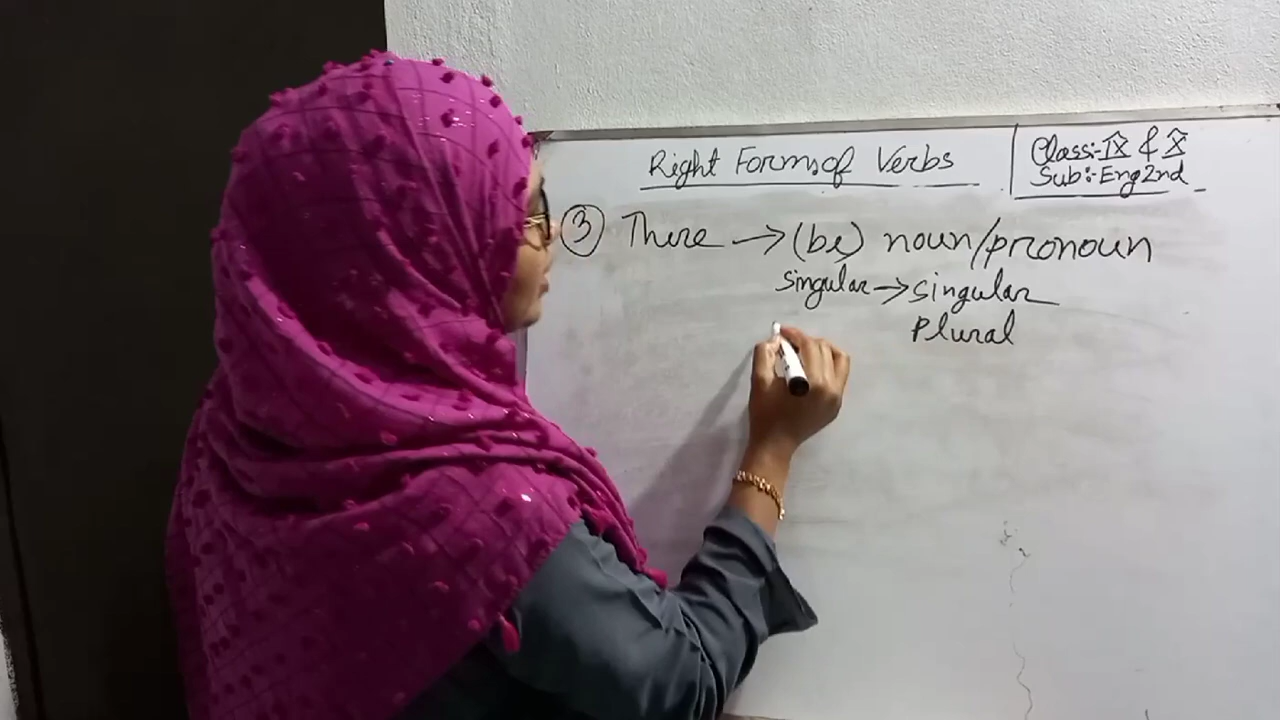 Right Forms of Verbs
Class:- IX & X
Sub:- Eng 2nd
③ There → (be) noun/pronoun
singular → singular
Plural